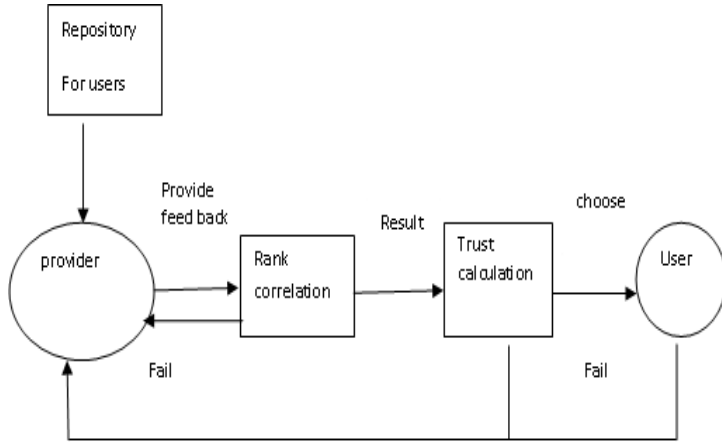 Repository
For users
Provide
feed back
choose
Result
provider
Rank
correlation
Trust
calculation
User
Fail
Fail